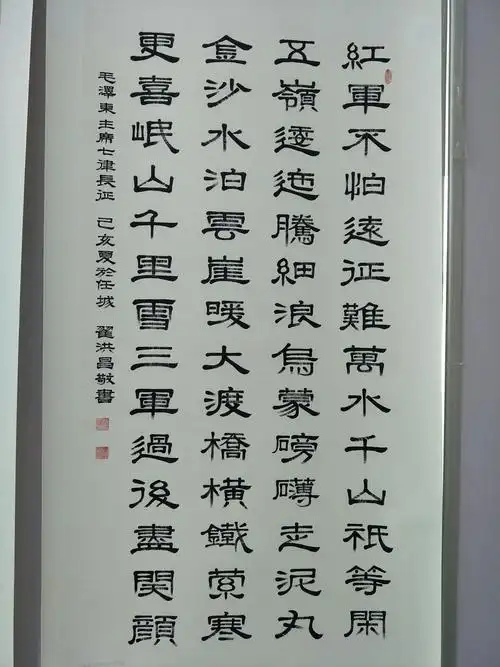 紅軍不怕遠征難萬水千山祇等閑
五嶺逶迤騰細浪烏蒙磅礴走泥丸
金沙水泊雲崖暖大渡橋橫鐵索寒
更喜岷山千里雪三軍過後盡開顏
毛澤東主席七律長征 己亥夏於任城 翟洪昌敬書